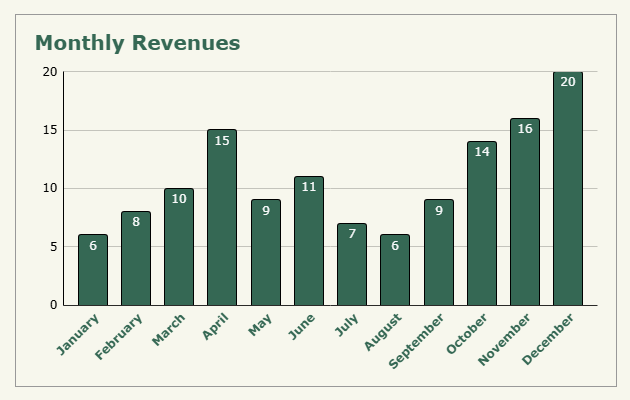 Monthly Revenues
20
15
10
5
0
6
8
10
15
9
11
7
6
9
14
16
20
January
February
March
April
May
June
July
August
September
October
November
December